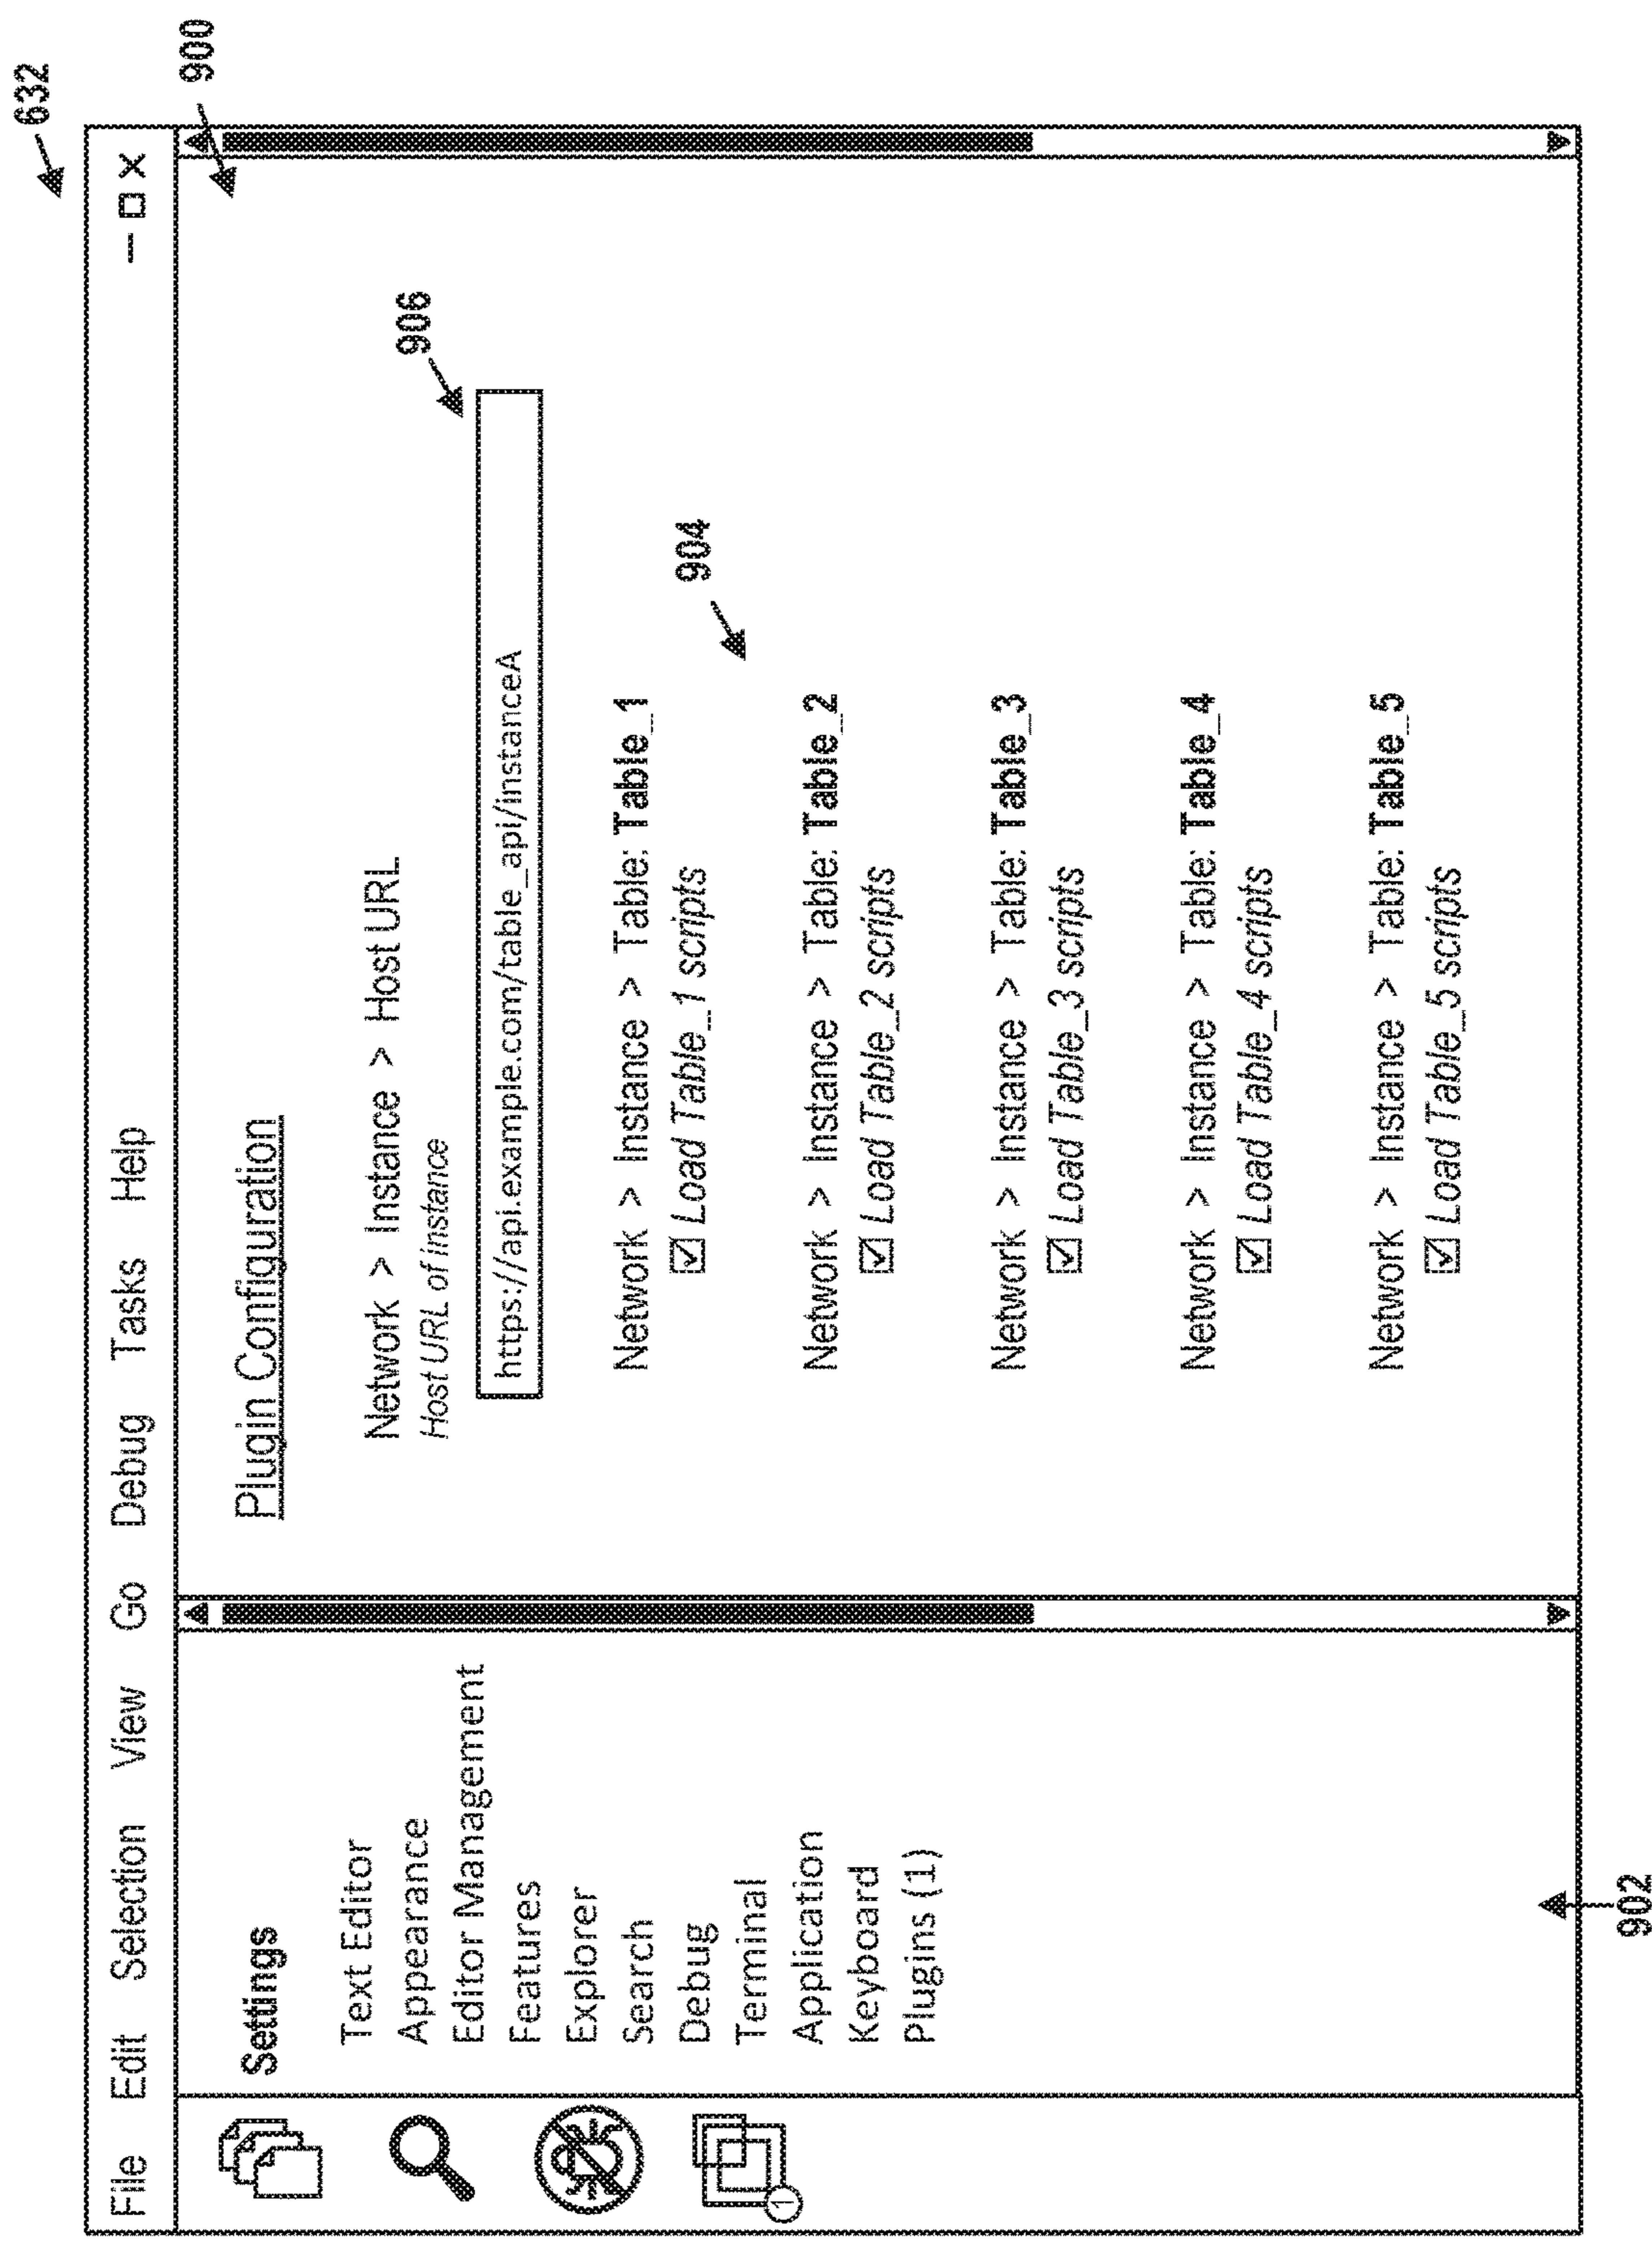 632
File Edit Selection View Go Debug Tasks Help
900
Settings
Text Editor
Appearance
Editor Management
Features
Explorer
Search
Debug
Terminal
Application
Keyboard
Plugins (1)
1
902
Plugin Configuration
Network > Instance > Host URL
Host URL of instance
906
https://api.example.com/table_api/instanceA
Network > Instance > Table: Table_1
Load Table_1 scripts
904
Network > Instance > Table: Table_2
Load Table_2 scripts
Network > Instance > Table: Table_3
Load Table_3 scripts
Network > Instance > Table: Table_4
Load Table_4 scripts
Network > Instance > Table: Table_5
Load Table_5 scripts